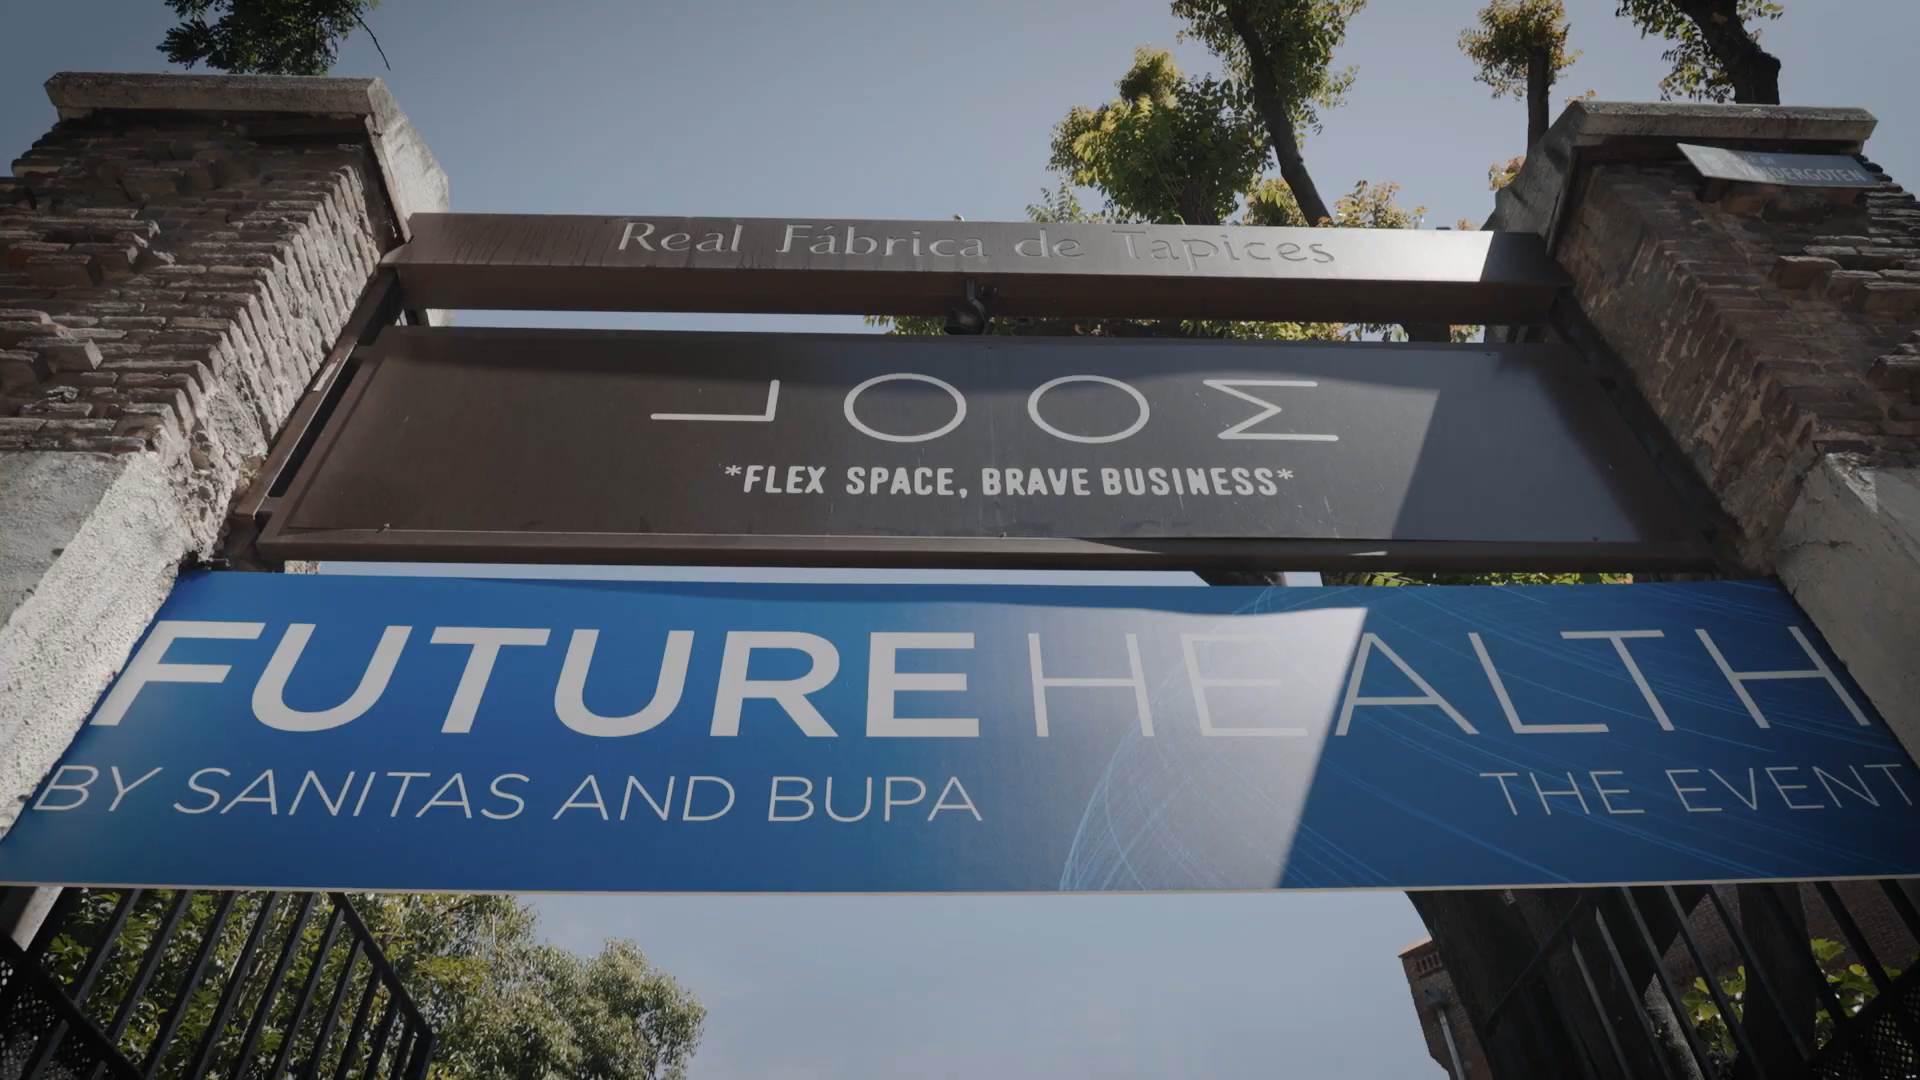 Real Fábrica de Tapices
LOOM
*FLEX SPACE, BRAVE BUSINESS*
FUTUREHEALTH
BY SANITAS AND BUPA
THE EVENT